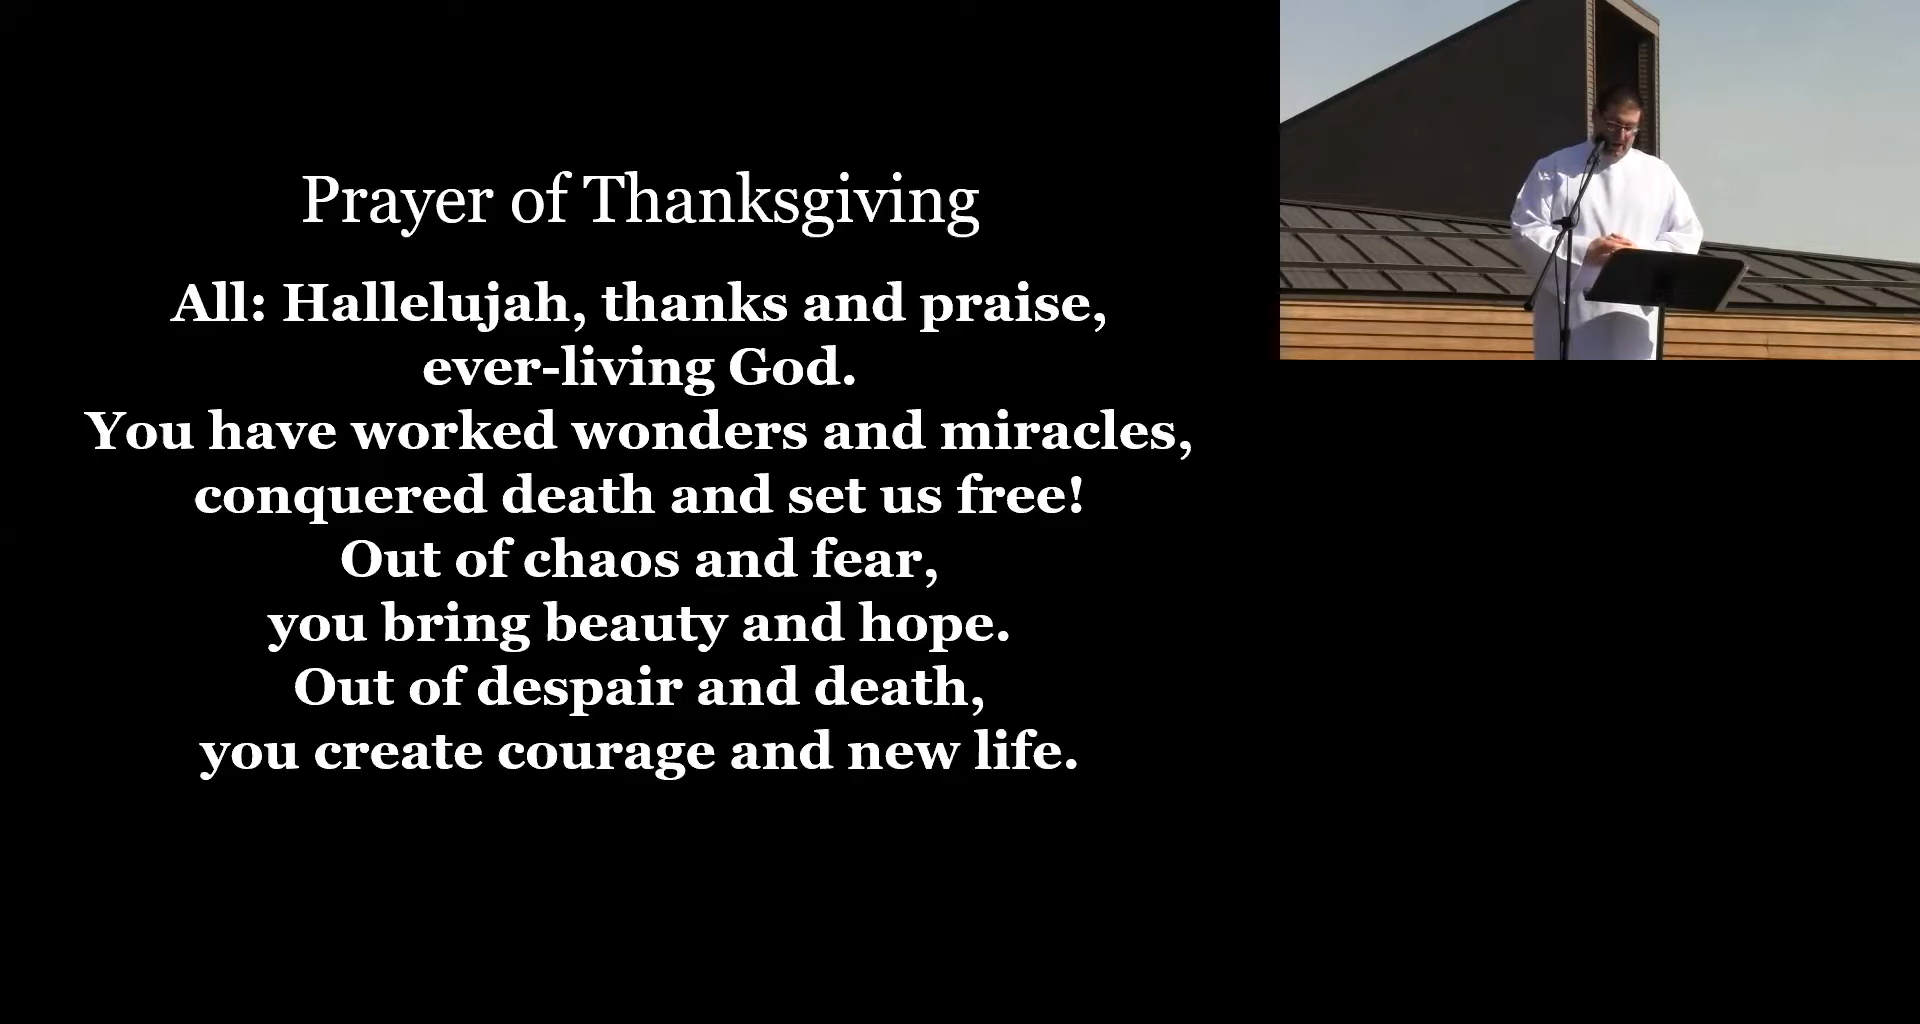 Prayer of Thanksgiving
All: Hallelujah, thanks and praise,
ever-living God.
You have worked wonders and miracles,
conquered death and set us free!
Out of chaos and fear,
you bring beauty and hope.
Out of despair and death,
you create courage and new life.